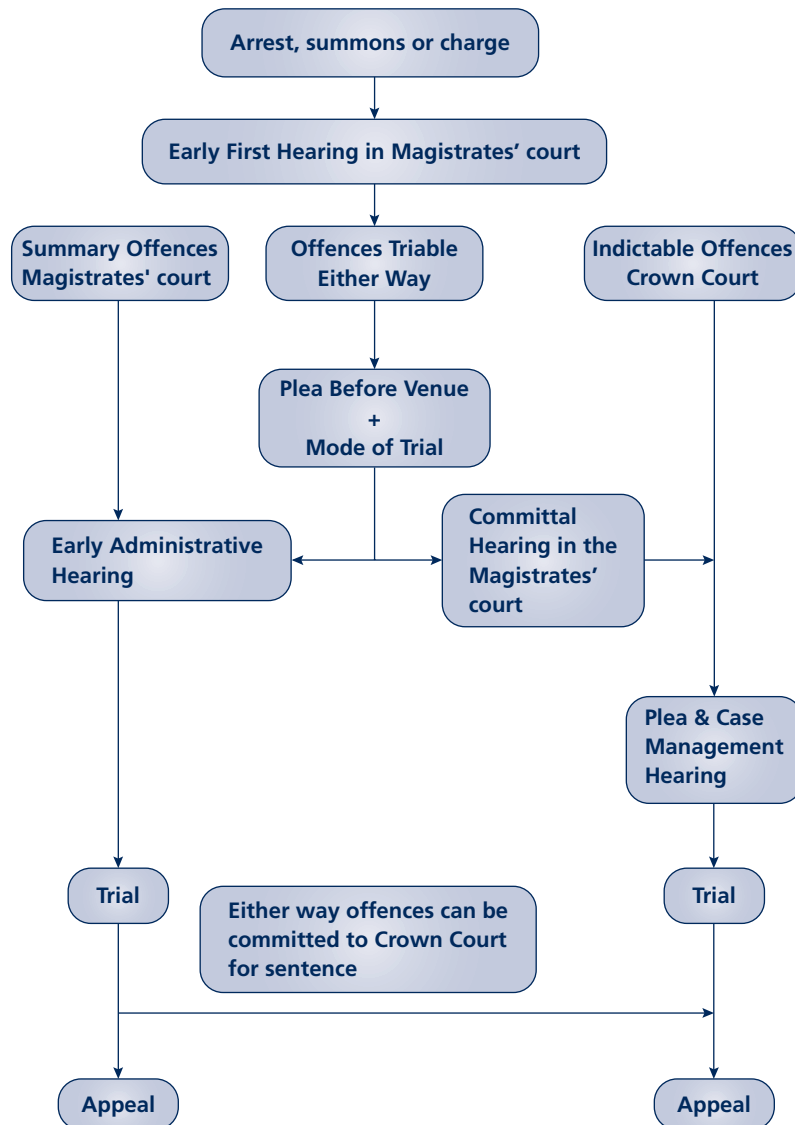 Arrest, summons or charge
Early First Hearing in Magistrates’ court
Summary Offences
Magistrates' court
Offences Triable
Either Way
Indictable Offences
Crown Court
Plea Before Venue
+
Mode of Trial
Early Administrative
Hearing
Committal
Hearing in the
Magistrates’
court
Plea & Case
Management
Hearing
Trial
Either way offences can be
committed to Crown Court
for sentence
Trial
Appeal
Appeal